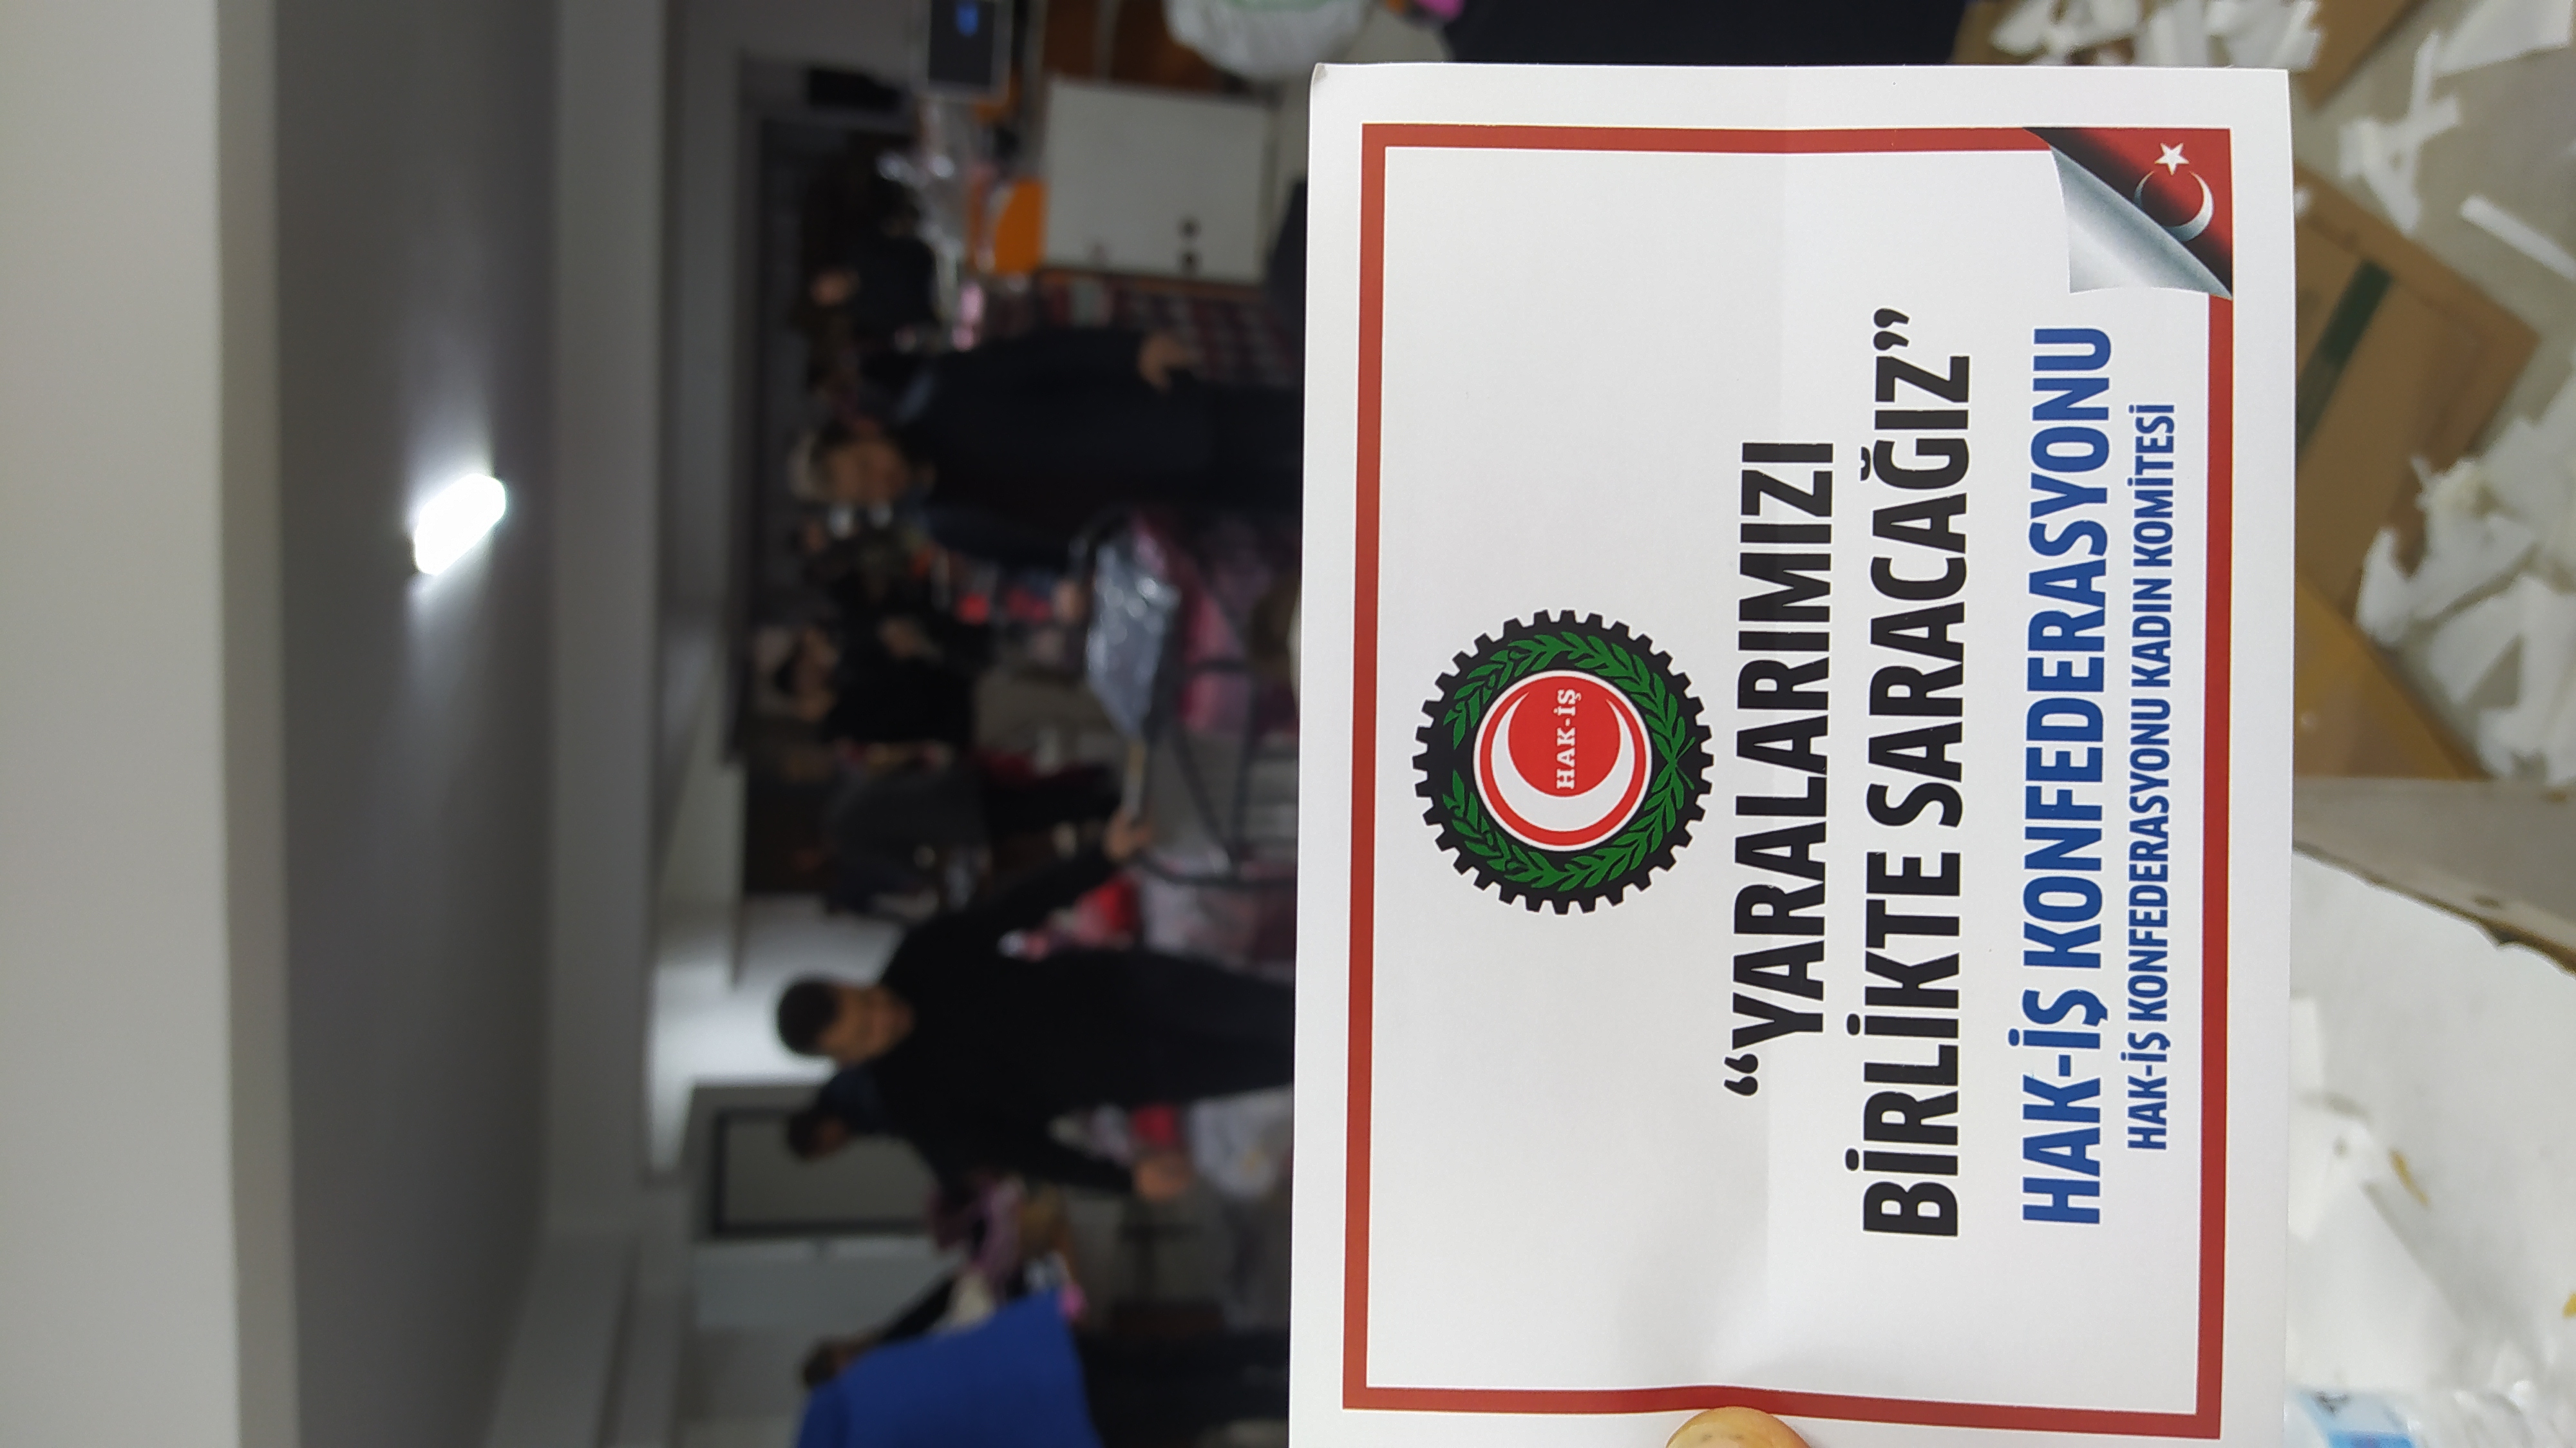 HAK-İŞ
“YARALARIMIZI
BİRLİKTE SARACAĞIZ”
HAK-İŞ KONFEDERASYONU
HAK-İŞ KONFEDERASYONU KADIN KOMİTESİ